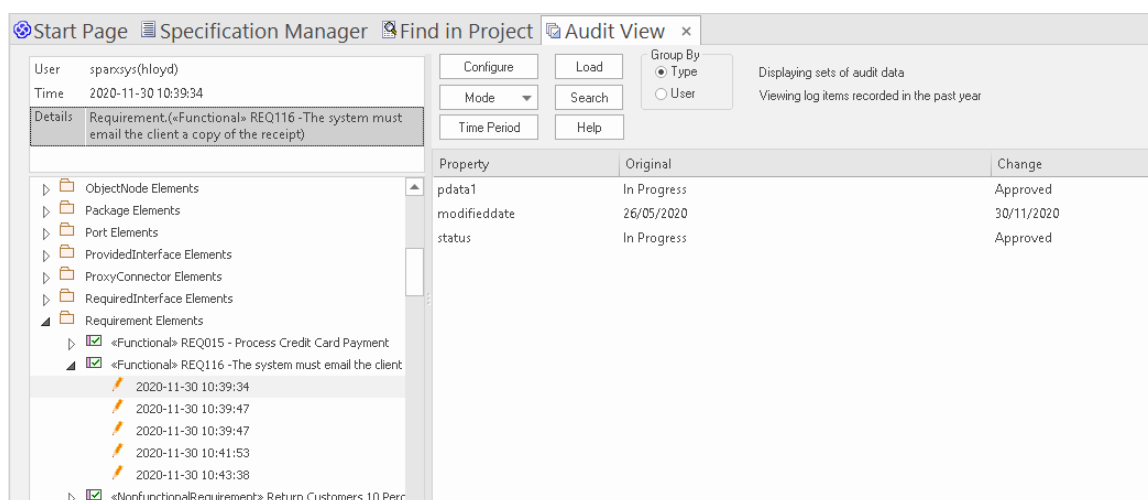 Start Page Specification Manager Find in Project Audit View ×
User sparxsys(hloyd)
Time 2020-11-30 10:39:34
Details Requirement.(«Functional» REQ116 -The system must
email the client a copy of the receipt)
Configure Load
Mode Search
Time Period Help
Group By
Type
User
Displaying sets of audit data
Viewing log items recorded in the past year
ObjectNode Elements
Package Elements
Port Elements
ProvidedInterface Elements
ProxyConnector Elements
RequiredInterface Elements
Requirement Elements
«Functional» REQ015 - Process Credit Card Payment
«Functional» REQ116 -The system must email the client
2020-11-30 10:39:34
2020-11-30 10:39:47
2020-11-30 10:39:47
2020-11-30 10:41:53
2020-11-30 10:43:38
«NonfunctionalRequirement» Return Customers 10 Perc
Property Original Change
pdata1 In Progress Approved
modifieddate 26/05/2020 30/11/2020
status In Progress Approved